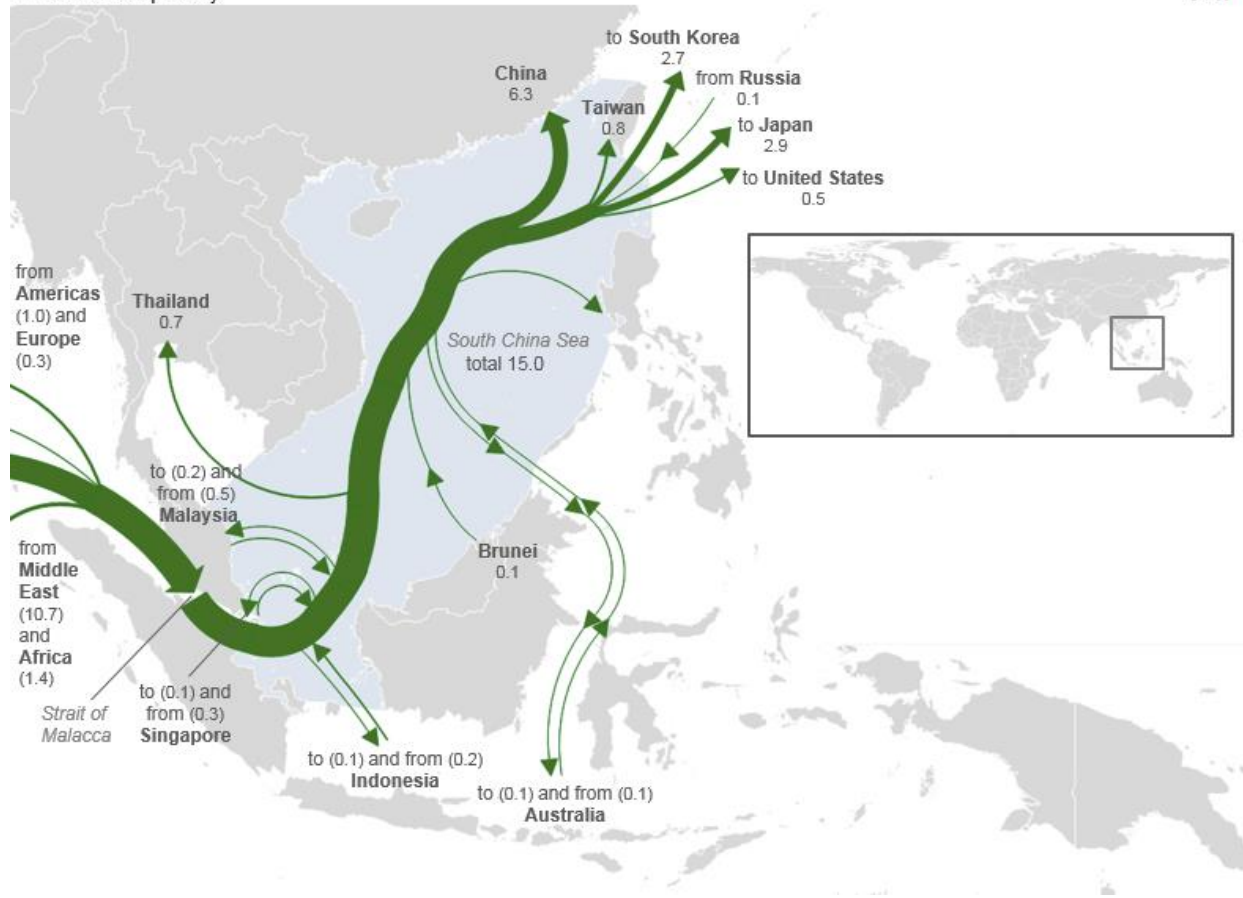 to South Korea
2.7
China
6.3
from Russia
0.1
Taiwan
0.8
to Japan
2.9
to United States
0.5
from
Americas
(1.0) and
Europe
(0.3)
Thailand
0.7
South China Sea
total 15.0
to (0.2) and
from (0.5)
Malaysia
from
Middle
East
(10.7)
and
Africa
(1.4)
Brunei
0.1
Strait of
Malacca
to (0.1) and
from (0.3)
Singapore
to (0.1) and from (0.2)
Indonesia
to (0.1) and from (0.1)
Australia